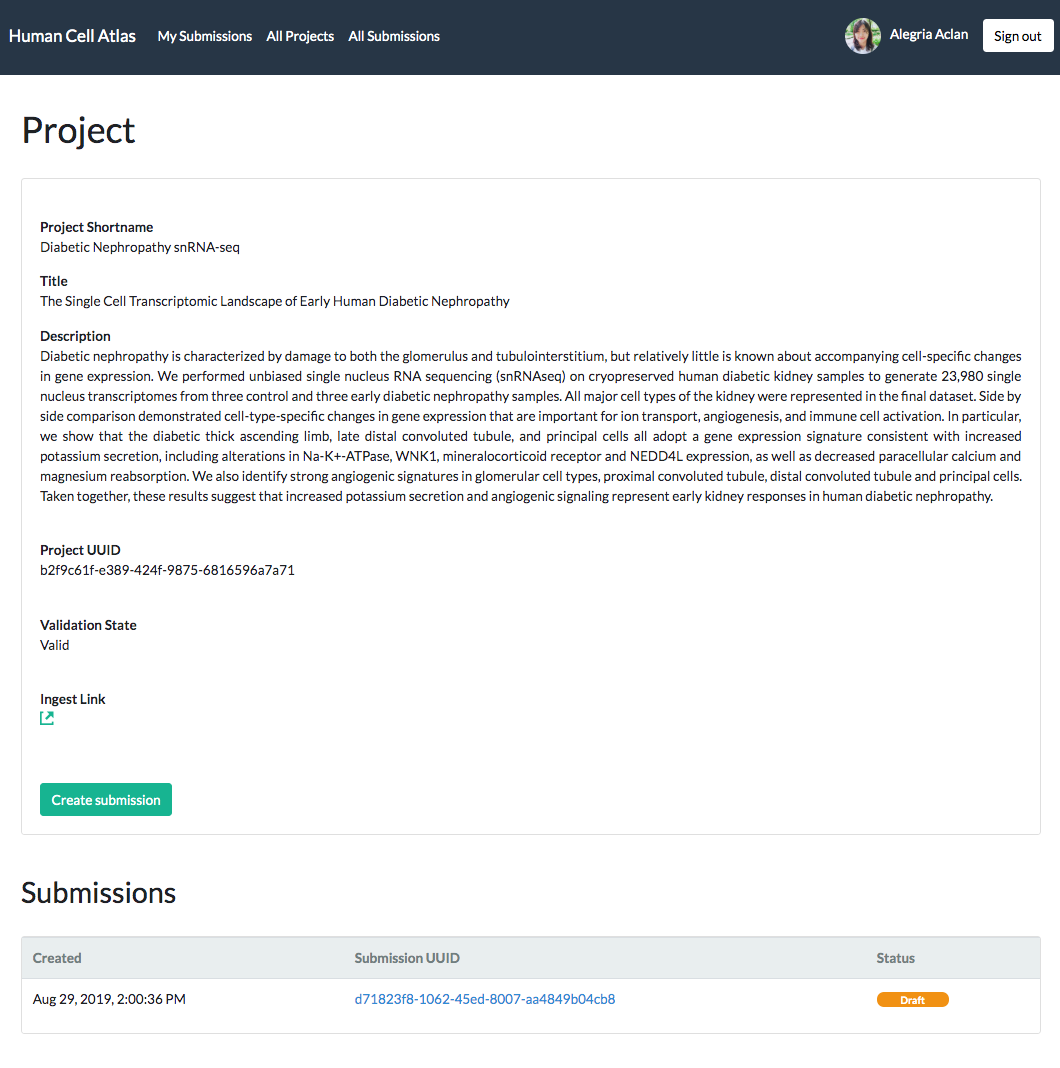 Human Cell Atlas My Submissions All Projects All Submissions Alegria Aclan Sign out
Project
Project Shortname
Diabetic Nephropathy snRNA-seq
Title
The Single Cell Transcriptomic Landscape of Early Human Diabetic Nephropathy
Description
Diabetic nephropathy is characterized by damage to both the glomerulus and tubulointerstitium, but relatively little is known about accompanying cell-specific changes
in gene expression. We performed unbiased single nucleus RNA sequencing (snRNAseq) on cryopreserved human diabetic kidney samples to generate 23,980 single
nucleus transcriptomes from three control and three early diabetic nephropathy samples. All major cell types of the kidney were represented in the final dataset. Side by
side comparison demonstrated cell-type-specific changes in gene expression that are important for ion transport, angiogenesis, and immune cell activation. In particular,
we show that the diabetic thick ascending limb, late distal convoluted tubule, and principal cells all adopt a gene expression signature consistent with increased
potassium secretion, including alterations in Na-K+-ATPase, WNK1, mineralocorticoid receptor and NEDD4L expression, as well as decreased paracellular calcium and
magnesium reabsorption. We also identify strong angiogenic signatures in glomerular cell types, proximal convoluted tubule, distal convoluted tubule and principal cells.
Taken together, these results suggest that increased potassium secretion and angiogenic signaling represent early kidney responses in human diabetic nephropathy.
Project UUID
b2f9c61f-e389-424f-9875-6816596a7a71
Validation State
Valid
Ingest Link
Create submission
Submissions
Created Submission UUID Status
Aug 29, 2019, 2:00:36 PM d71823f8-1062-45ed-8007-aa4849b04cb8 Draft